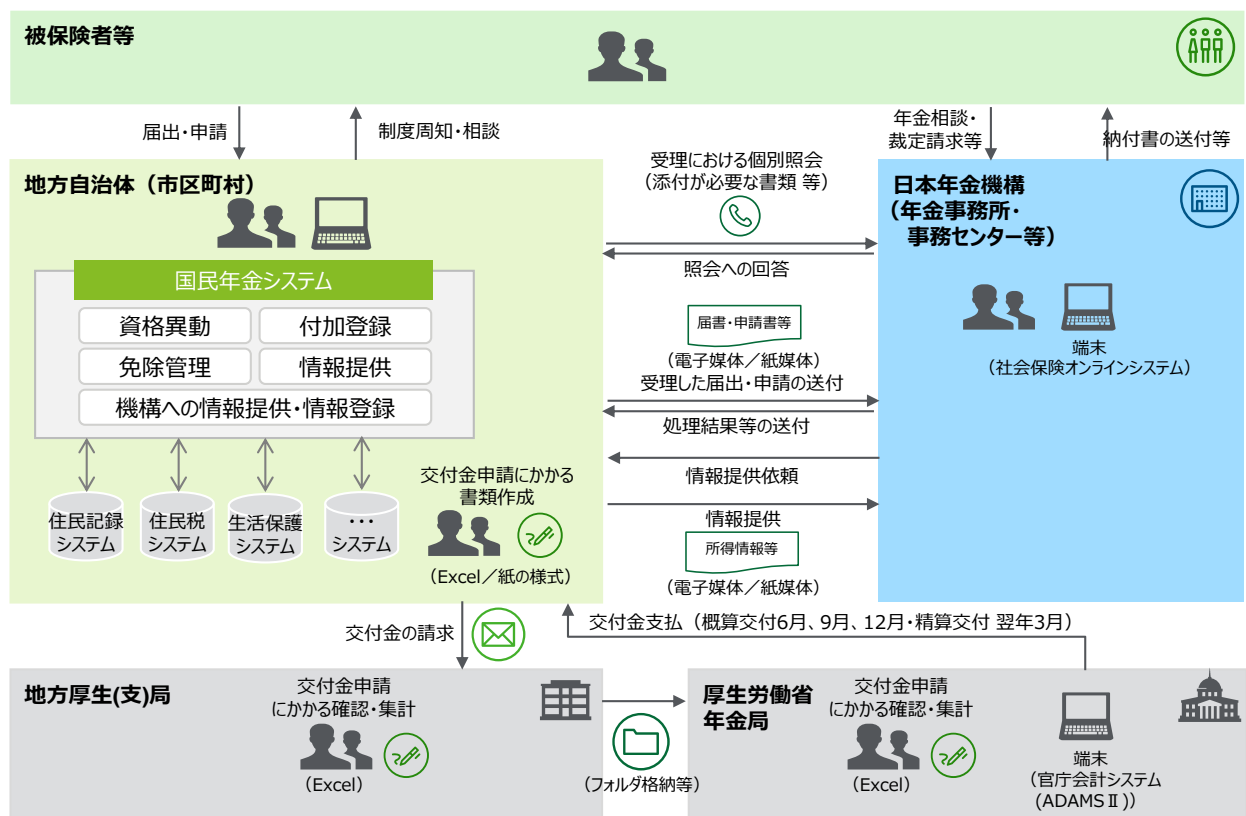 被保険者等
届出・申請
制度周知・相談
年金相談・
裁定請求等
納付書の送付等
地方自治体（市区町村）
国民年金システム
資格異動
付加登録
免除管理
情報提供
機構への情報提供・情報登録
住民記録
システム
住民税
システム
生活保護
システム
・・・
システム
交付金申請にかかる
書類作成
（Excel／紙の様式）
受理における個別照会
（添付が必要な書類 等）
照会への回答
届書・申請書等
（電子媒体／紙媒体）
受理した届出・申請の送付
処理結果等の送付
情報提供依頼
情報提供
所得情報等
（電子媒体／紙媒体）
日本年金機構
（年金事務所・
事務センター等）
端末
（社会保険オンラインシステム）
交付金の請求
交付金支払（概算交付6月、9月、12月・精算交付 翌年3月）
地方厚生(支)局
交付金申請
にかかる確認・集計
（Excel）
（フォルダ格納等）
厚生労働省
年金局
交付金申請
にかかる確認・集計
（Excel）
端末
（官庁会計システム
(ADAMSⅡ)）